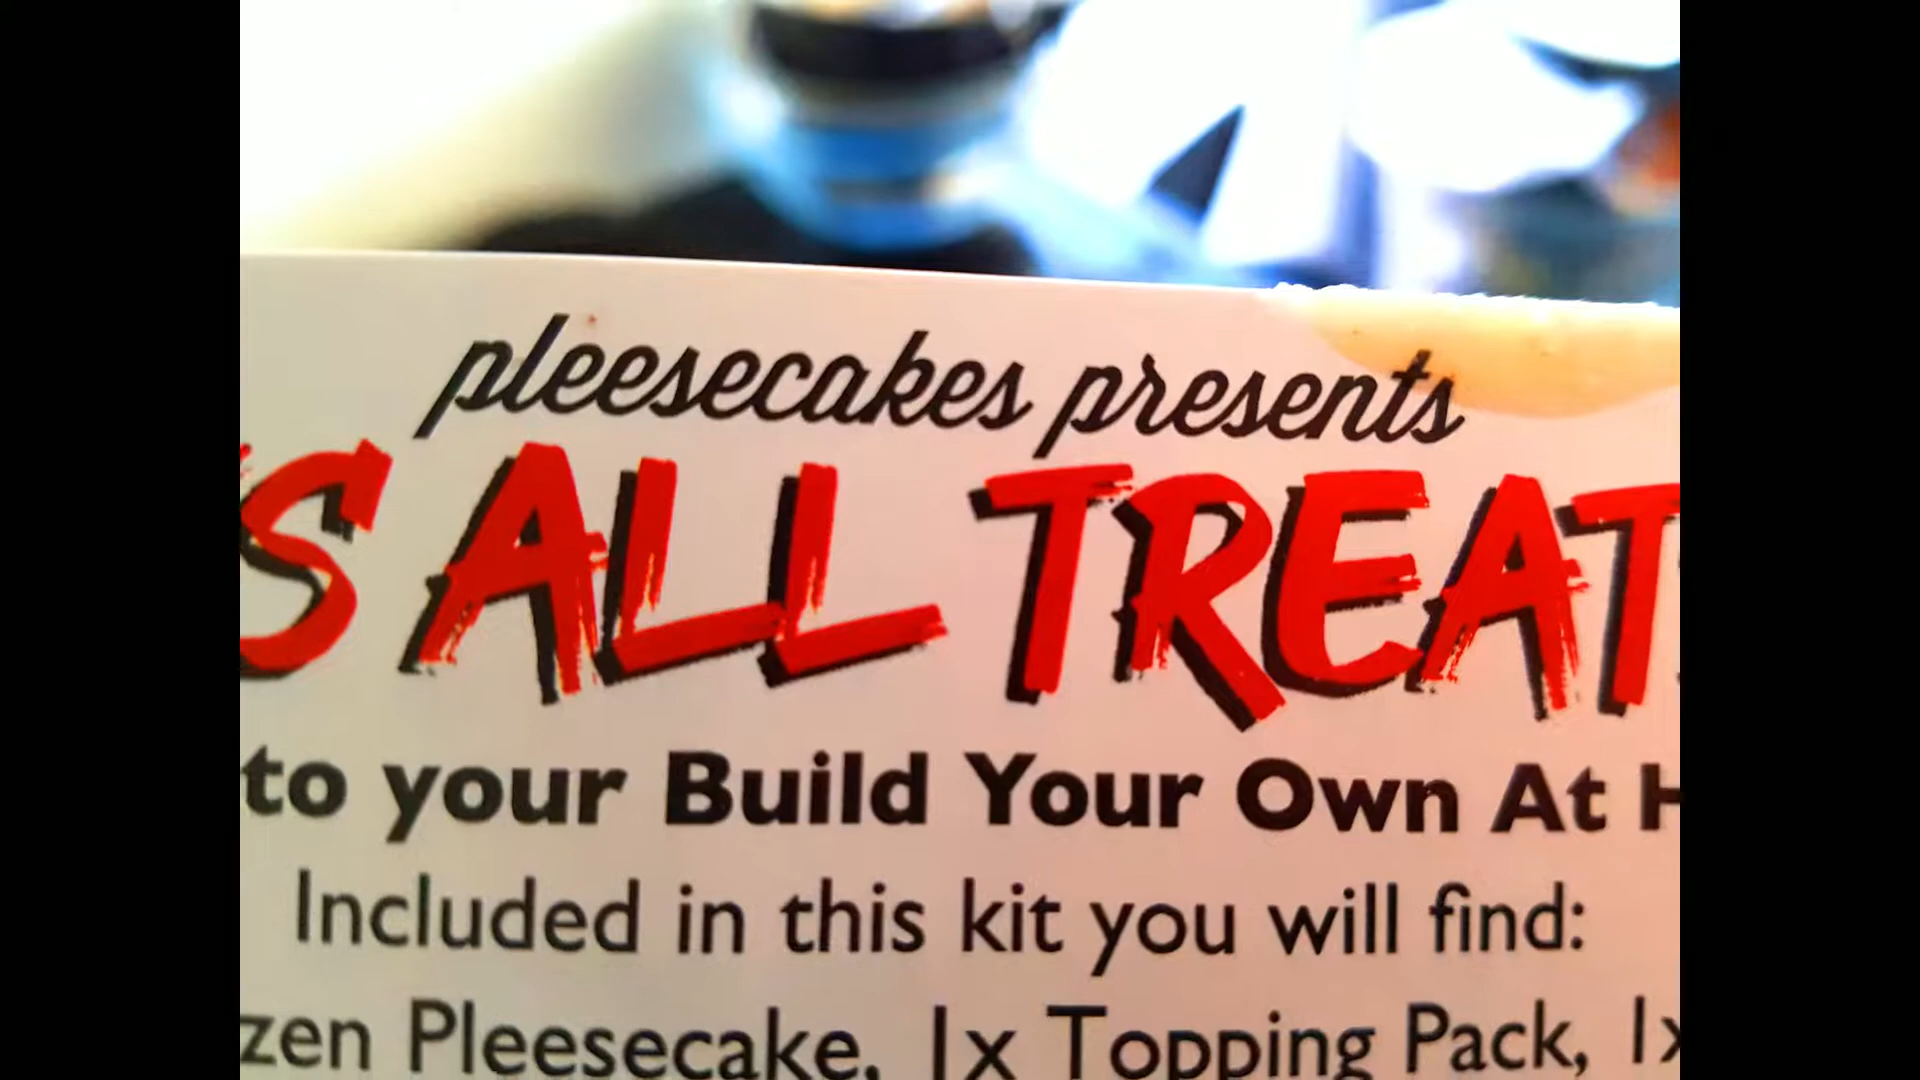 pleesecakes presents
S ALL TREAT
to your Build Your Own At H
Included in this kit you will find:
zen Pleesecake, 1x Topping Pack, 1x